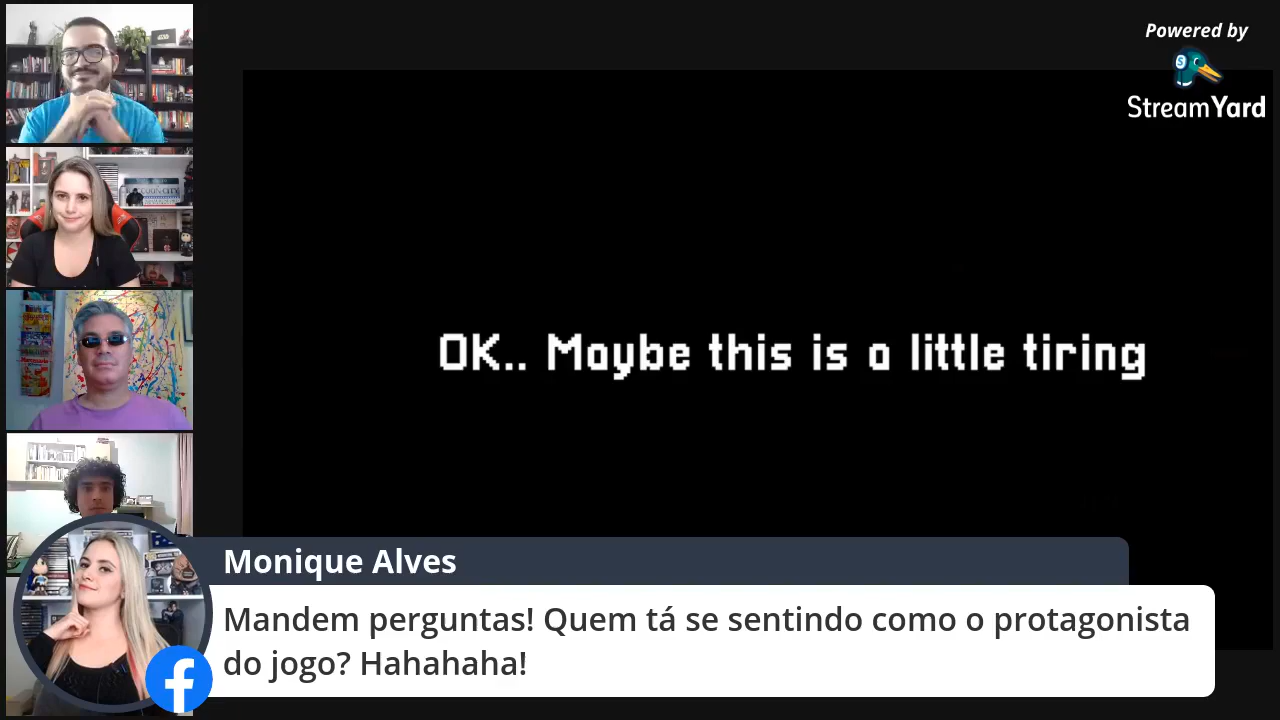 Powered by
StreamYard
OK.. Maybe this is a little tiring
Monique Alves
Mandem perguntas! Quem tá se sentindo como o protagonista
do jogo? Hahahaha!